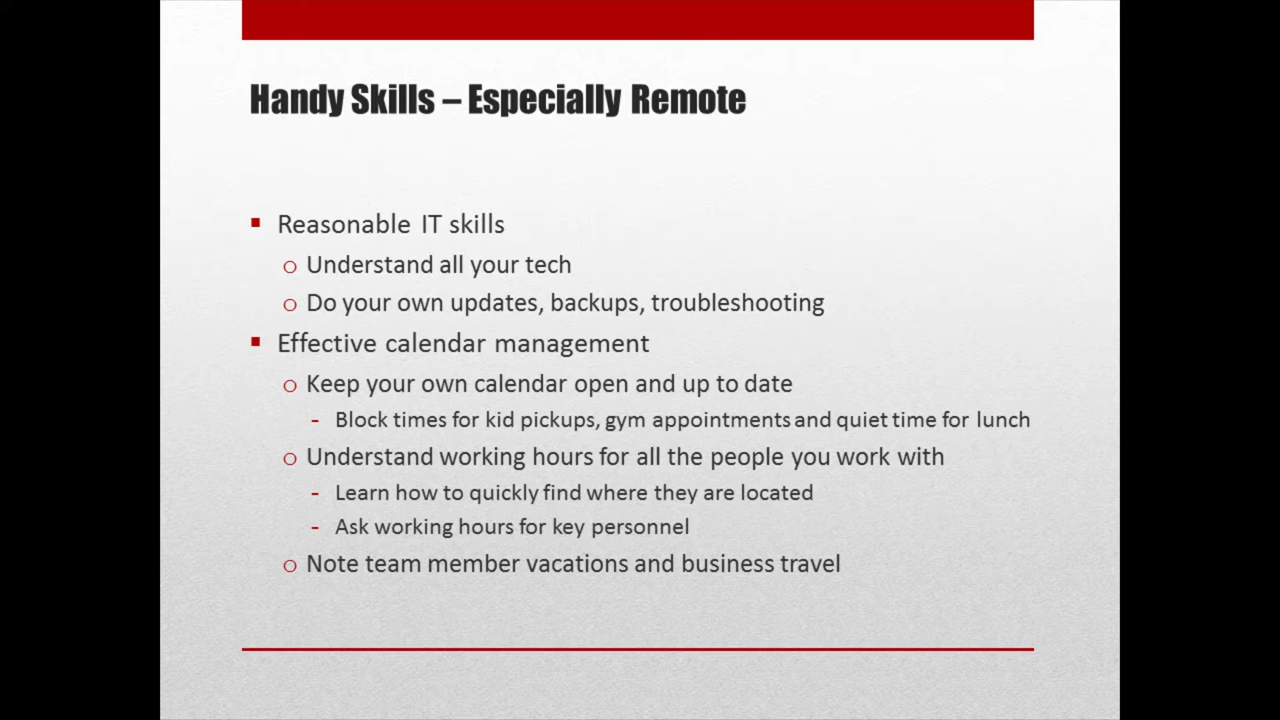 Handy Skills – Especially Remote
▪ Reasonable IT skills
o Understand all your tech
o Do your own updates, backups, troubleshooting
▪ Effective calendar management
o Keep your own calendar open and up to date
- Block times for kid pickups, gym appointments and quiet time for lunch
o Understand working hours for all the people you work with
- Learn how to quickly find where they are located
- Ask working hours for key personnel
o Note team member vacations and business travel